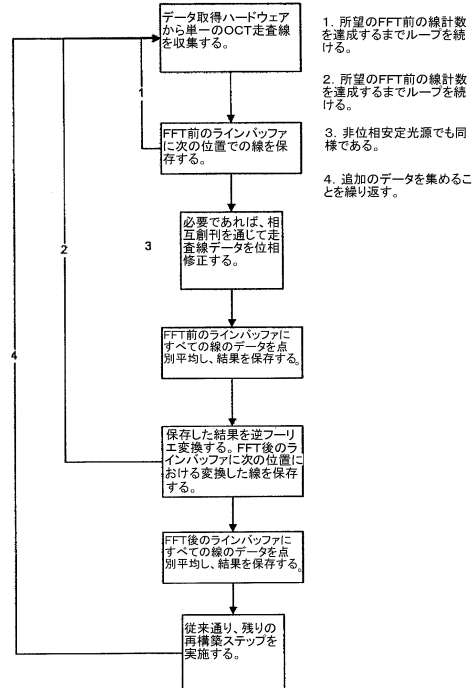 データ取得ハードウェア
から単一のOCT走査線
を収集する。
1
FFT前のラインバッファ
に次の位置での線を保
存する。
2
3
必要であれば、相
互創刊を通じて走
査線データを位相
修正する。
FFT前のラインバッファに
すべての線のデータを点
別平均し、結果を保存する。
4
保存した結果を逆フーリ
エ変換する。FFT後のラ
インバッファに次の位置に
おける変換した線を保存
する。
FFT後のラインバッファに
すべての線のデータを点
別平均し、結果を保存する。
従来通り、残りの
再構築ステップを
実施する。
1. 所望のFFT前の線計数
を達成するまでループを続
ける。
2. 所望のFFT前の線計数
を達成するまでループを続
ける。
3. 非位相安定光源でも同
様である。
4. 追加のデータを集めるこ
とを繰り返す。